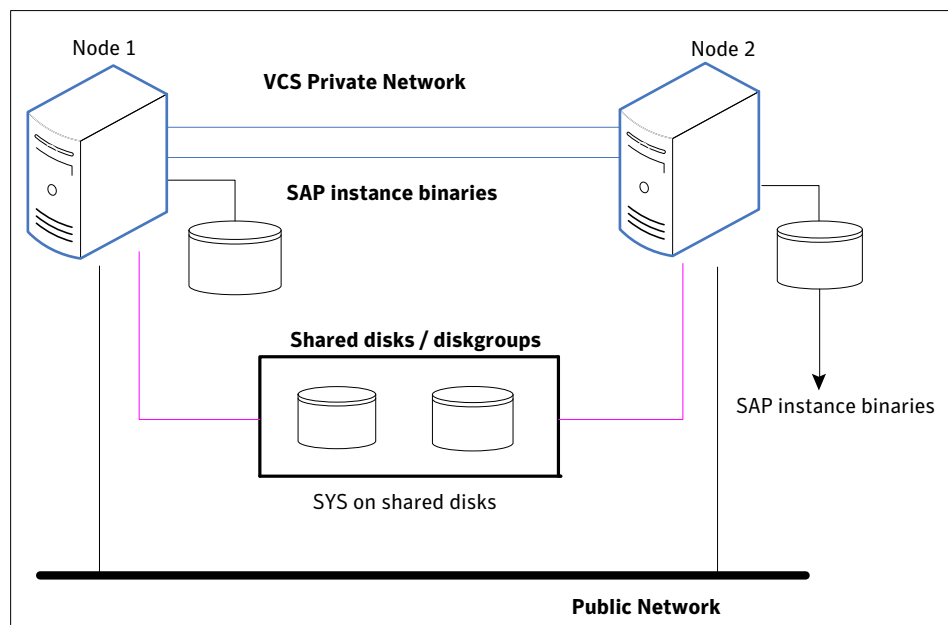 Node 1
Node 2
VCS Private Network
SAP instance binaries
Shared disks / diskgroups
SAP instance binaries
SYS on shared disks
Public Network